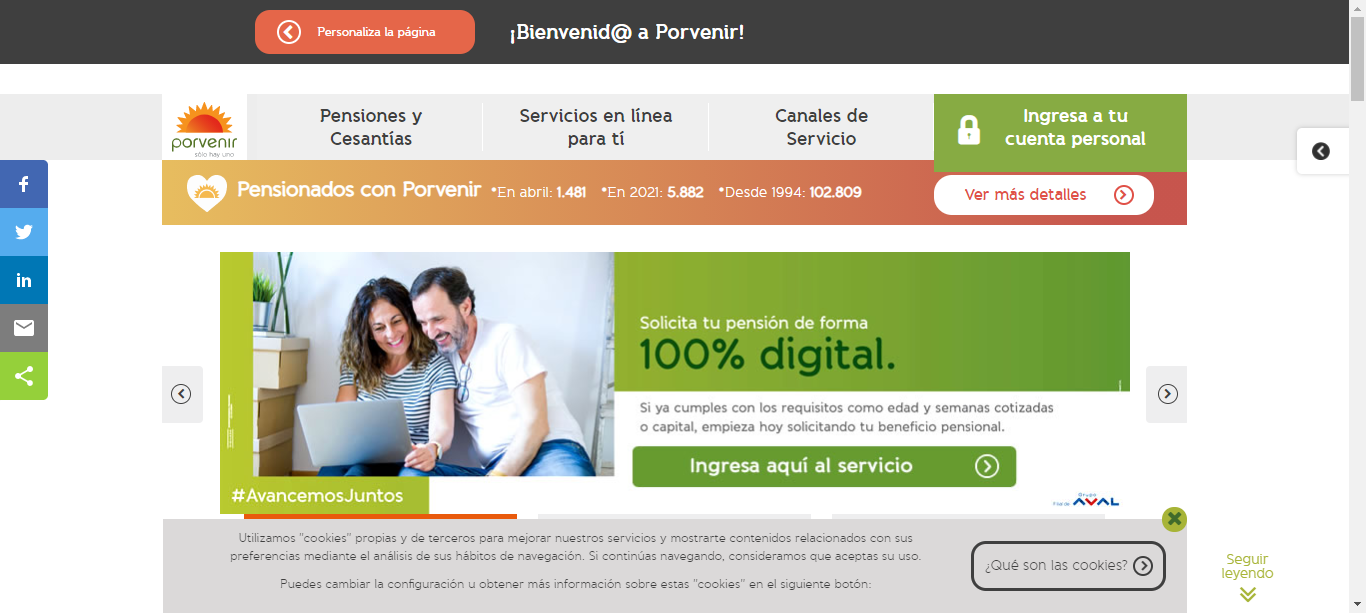 Personaliza la página
¡Bienvenid@ a Porvenir!
porvenir
sólo hay uno
Pensiones y
Cesantías
Servicios en línea
para tí
Canales de
Servicio
Ingresa a tu
cuenta personal
Pensionados con Porvenir •En abril: 1.481 •En 2021: 5.882 •Desde 1994: 102.809
Ver más detalles
f
in
Solicita tu pensión de forma
100% digital.
Si ya cumples con los requisitos como edad y semanas cotizadas
o capital, empieza hoy solicitando tu beneficio pensional.
Ingresa aquí al servicio
#AvancemosJuntos
Grupo
AVAL
Utilizamos "cookies" propias y de terceros para mejorar nuestros servicios y mostrarte contenidos relacionados con sus
preferencias mediante el análisis de sus hábitos de navegación. Si continúas navegando, consideramos que aceptas su uso.
Puedes cambiar la configuración u obtener más información sobre estas "cookies" en el siguiente botón:
¿Qué son las cookies?
Seguir
leyendo